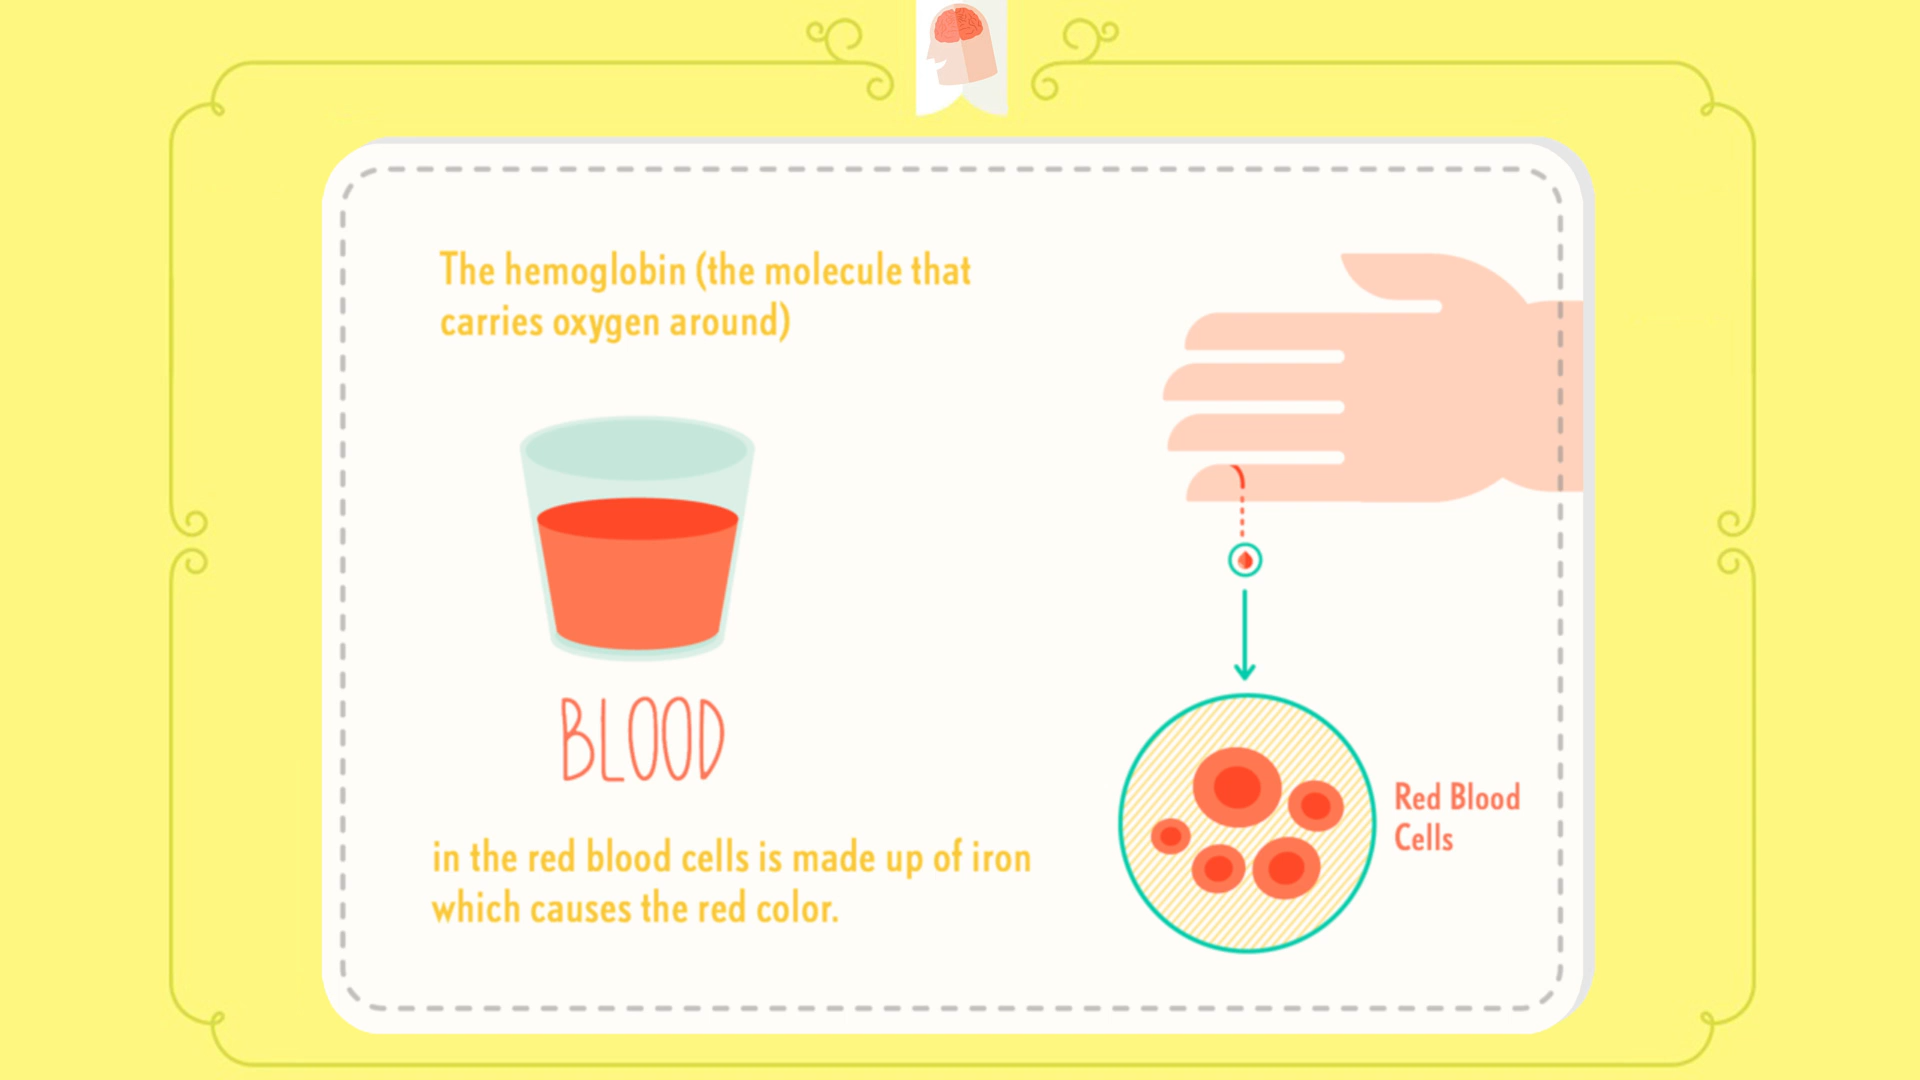 The hemoglobin (the molecule that
carries oxygen around)
BLOOD
in the red blood cells is made up of iron
which causes the red color.
Red Blood
Cells